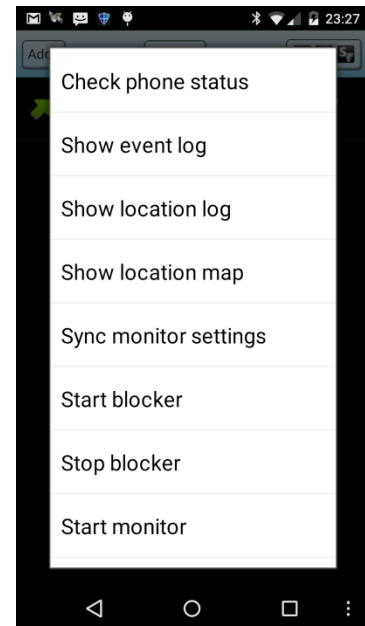 23:27
Add
Check phone status
Show event log
Show location log
Show location map
Sync monitor settings
Start blocker
Stop blocker
Start monitor